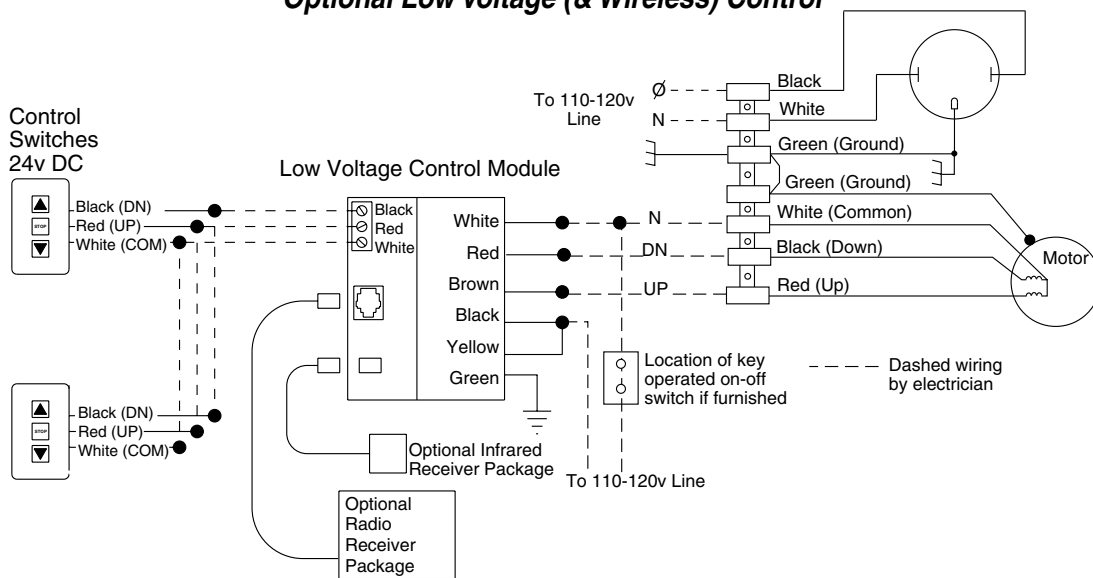 Optional Low Voltage (& Wireless) Control
Control
Switches
24v DC
STOP
Black (DN)
Red (UP)
White (COM)
STOP
Black (DN)
Red (UP)
White (COM)
Low Voltage Control Module
Black
Red
White
White
Red
Brown
Black
Yellow
Green
N
DN
UP
To 110-120v
Line
Ø
N
Black
White
Green (Ground)
Green (Ground)
White (Common)
Black (Down)
Red (Up)
Motor
Location of key
operated on-off
switch if furnished
Dashed wiring
by electrician
Optional Infrared
Receiver Package
To 110-120v Line
Optional
Radio
Receiver
Package